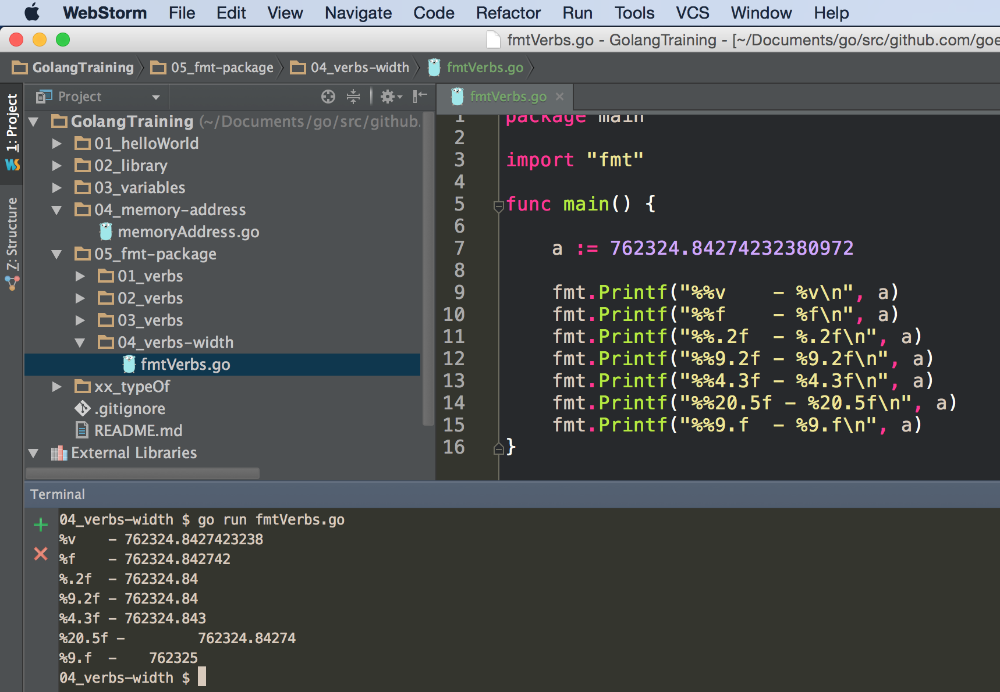 WebStorm File Edit View Navigate Code Refactor Run Tools VCS Window Help
fmtVerbs.go - GolangTraining - [~/Documents/go/src/github.com/goe
GolangTraining 05_fmt-package 04_verbs-width fmtVerbs.go
1: Project
7: Structure
Project
GolangTraining (~/Documents/go/src/github.
01_helloWorld
02_library
03_variables
04_memory-address
memoryAddress.go
05_fmt-package
01_verbs
02_verbs
03_verbs
04_verbs-width
fmtVerbs.go
xx_typeOf
.gitignore
README.md
External Libraries
fmtVerbs.go
1 package main
2
3 import "fmt"
4
5 func main() {
6
7     a := 762324.84274232380972
8
9     fmt.Printf("%%v    - %v\n", a)
10     fmt.Printf("%%f    - %f\n", a)
11     fmt.Printf("%%.2f  - %.2f\n", a)
12     fmt.Printf("%%9.2f - %9.2f\n", a)
13     fmt.Printf("%%4.3f - %4.3f\n", a)
14     fmt.Printf("%%20.5f - %20.5f\n", a)
15     fmt.Printf("%%9.f  - %9.f\n", a)
16 }
Terminal
04_verbs-width $ go run fmtVerbs.go
%v    - 762324.8427423238
%f    - 762324.842742
%.2f  - 762324.84
%9.2f - 762324.84
%4.3f - 762324.843
%20.5f -         762324.84274
%9.f  -    762325
04_verbs-width $